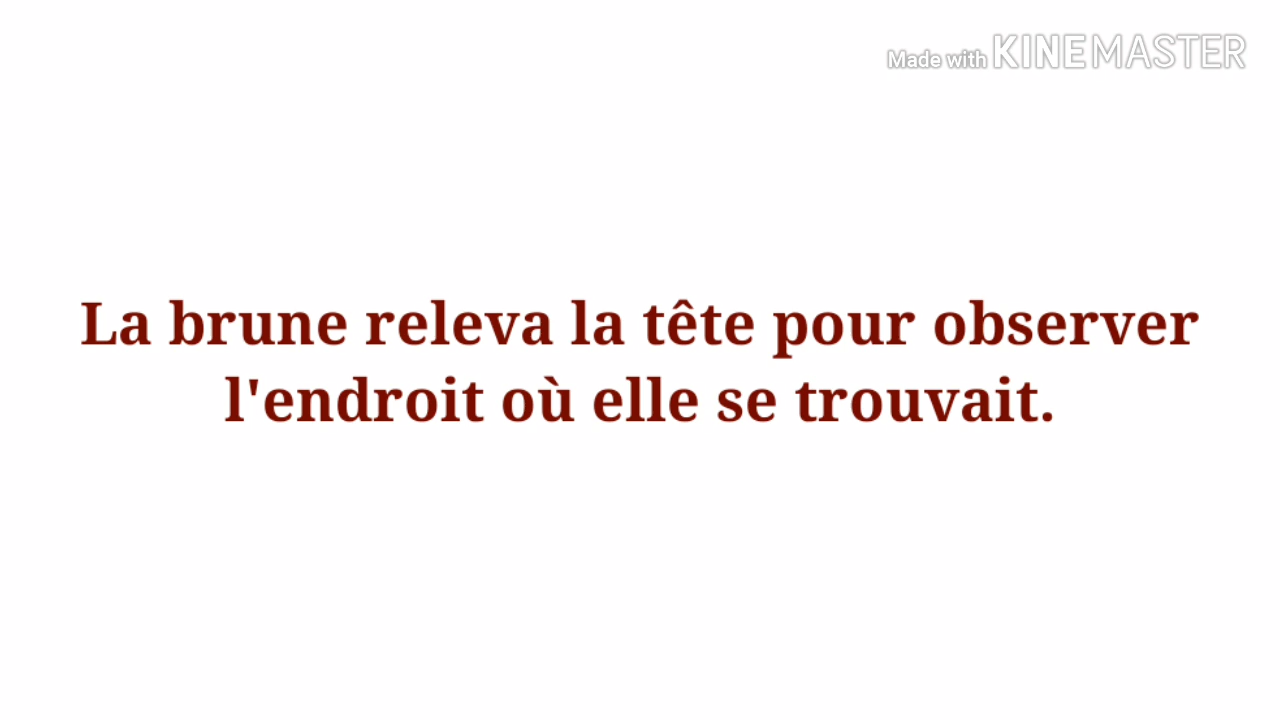 Made with KINEMASTER
La brune releva la tête pour observer
l'endroit où elle se trouvait.